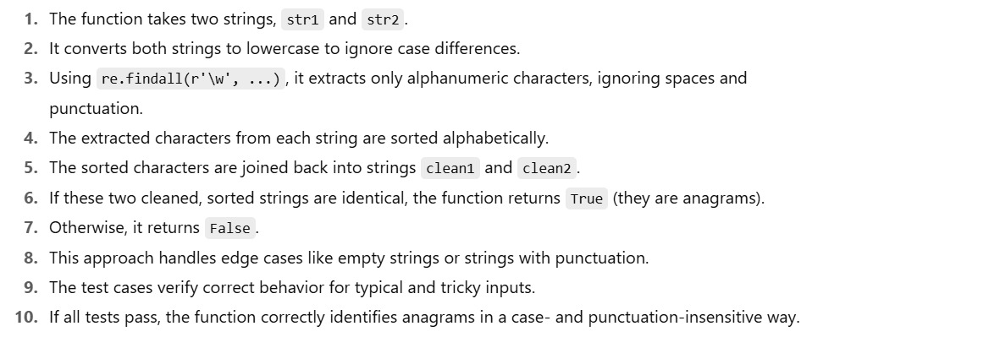 1. The function takes two strings, str1 and str2.
2. It converts both strings to lowercase to ignore case differences.
3. Using re.findall(r'\w', ...), it extracts only alphanumeric characters, ignoring spaces and
punctuation.
4. The extracted characters from each string are sorted alphabetically.
5. The sorted characters are joined back into strings clean1 and clean2.
6. If these two cleaned, sorted strings are identical, the function returns True (they are anagrams).
7. Otherwise, it returns False.
8. This approach handles edge cases like empty strings or strings with punctuation.
9. The test cases verify correct behavior for typical and tricky inputs.
10. If all tests pass, the function correctly identifies anagrams in a case- and punctuation-insensitive way.